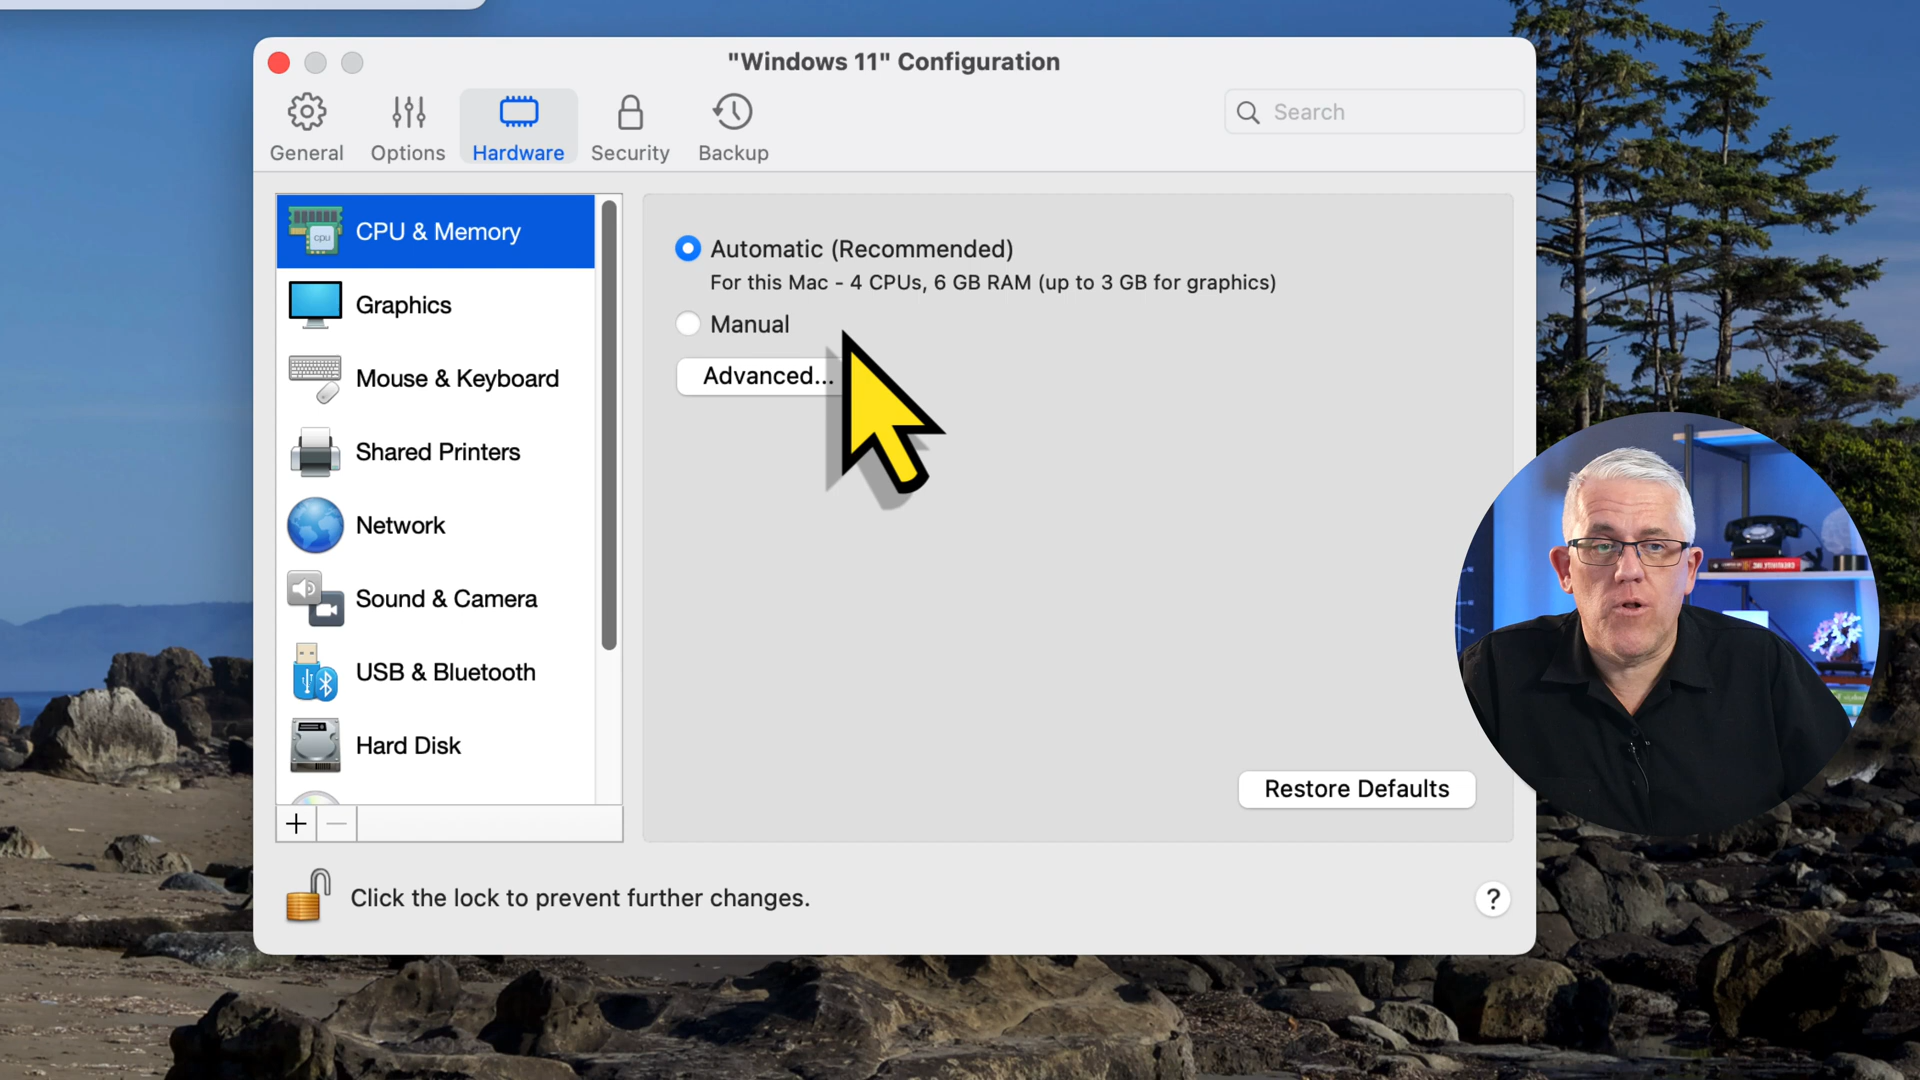 "Windows 11" Configuration
General
Options
Hardware
Security
Backup
Search
cpu
CPU & Memory
Graphics
Mouse & Keyboard
Shared Printers
Network
Sound & Camera
USB & Bluetooth
Hard Disk
Automatic (Recommended)
For this Mac - 4 CPUs, 6 GB RAM (up to 3 GB for graphics)
Manual
Advanced...
Restore Defaults
Click the lock to prevent further changes.
?